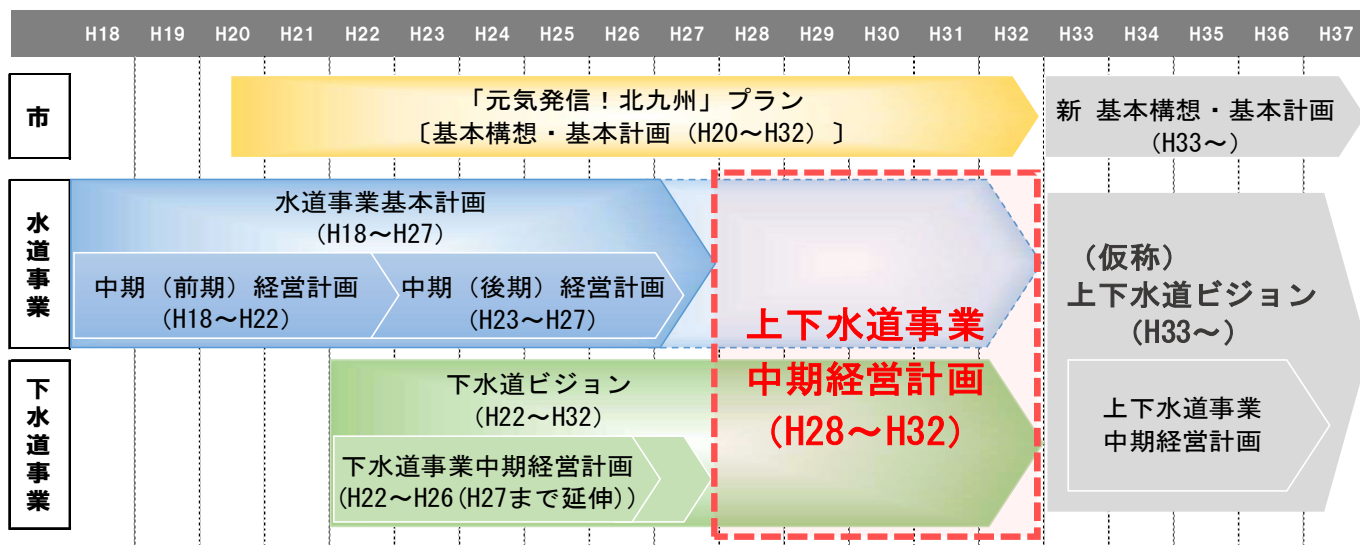 H18 H19 H20 H21 H22 H23 H24 H25 H26 H27 H28 H29 H30 H31 H32 H33 H34 H35 H36 H37
市
「元気発信！北九州」プラン
〔基本構想・基本計画（H20～H32）〕
新 基本構想・基本計画
（H33～）
水道事業
水道事業基本計画
（H18～H27）
中期（前期）経営計画
（H18～H22）
中期（後期）経営計画
（H23～H27）
上下水道事業
中期経営計画
（H28～H32）
（仮称）
上下水道ビジョン
（H33～）
下水道事業
下水道ビジョン
（H22～H32）
下水道事業中期経営計画
（H22～H26（H27まで延伸））
上下水道事業
中期経営計画